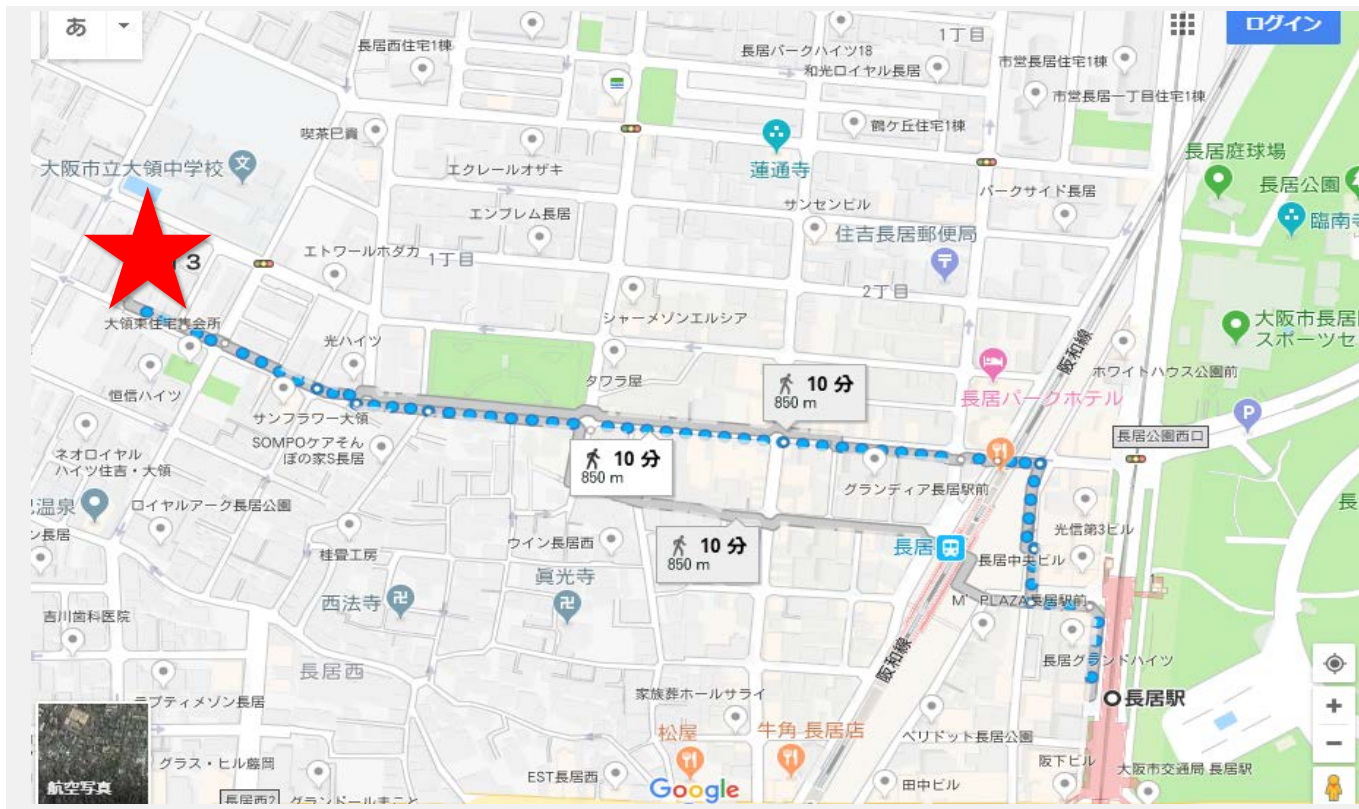 あ
長居西住宅1棟
長居パークハイツ18
和光ロイヤル長居
1丁目
市営長居住宅1棟
ログイン
市営長居一丁目住宅1棟
喫茶巳貴
鶴ケ丘住宅1棟
大阪市立大領中学校
文
エクレールオザキ
蓮通寺
長居庭球場
長居公園
パークサイド長居
エンブレム長居
サンセンビル
臨南寺
住吉長居郵便局
エトワールホダカ
1丁目
3
2丁目
シャーメゾンエルシア
大阪市長居
スポーツセ
大領東住宅集会所
光ハイツ
阪和線
ホワイトハウス公園前
タワラ屋
10 分
850 m
長居パークホテル
恒信ハイツ
サンフラワー大領
P
長居公園西口
SOMPOケアそん
ぽの家S長居
10 分
850 m
ネオロイヤル
ハイツ住吉・大領
グランディア長居駅前
温泉
ロイヤルアーク長居公園
長
ン長居
桂畳工房
ウイン長居西
10 分
850 m
長居
光信第3ビル
長居中央ビル
眞光寺
西法寺
M' PLAZA長居駅前
吉川歯科医院
長居グランドハイツ
長居西
阪和線
長居駅
ラプティメゾン長居
家族葬ホールサライ
松屋
牛角 長居店
ペリドット長居公園
グラス・ヒル藤岡
EST長居西
阪下ビル
大阪市交通局 長居駅
航空写真
Google
田中ビル
長居西2
グランドールまこと